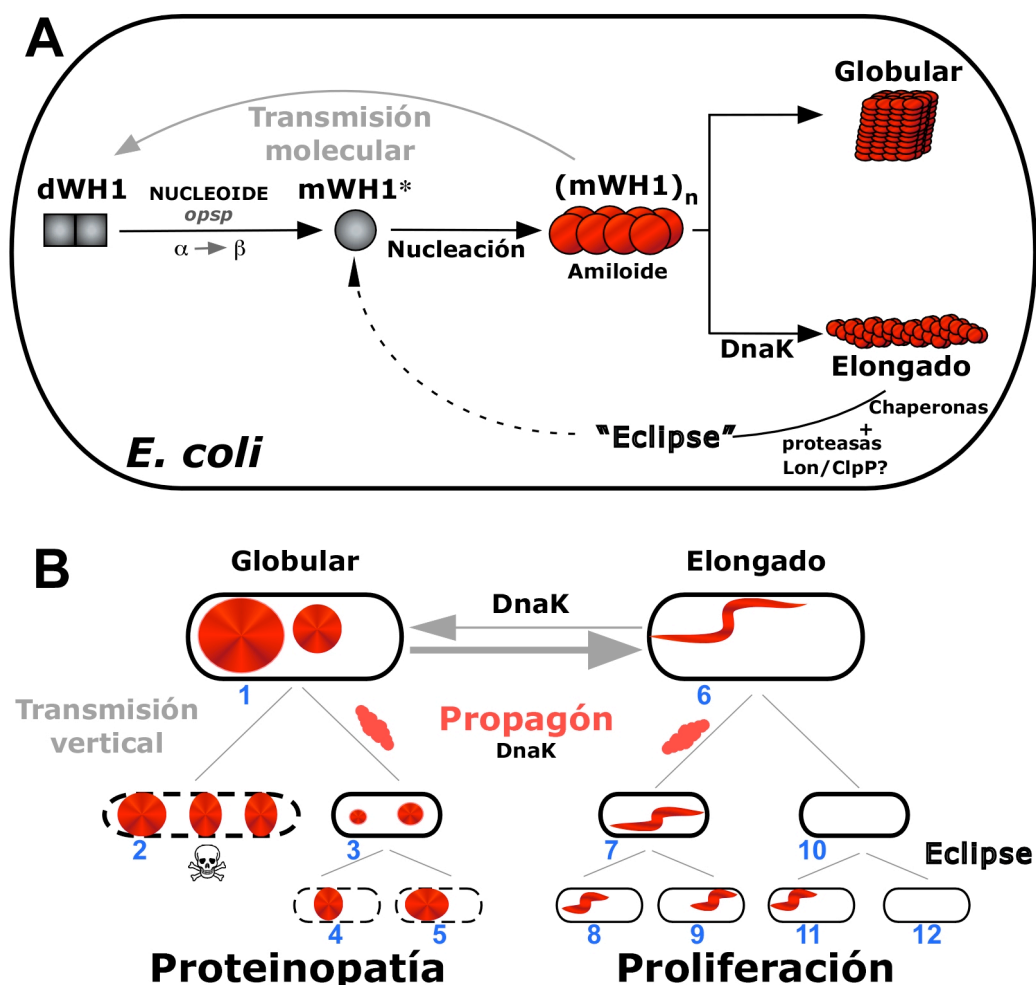 A
Globular
Transmisión
molecular
dWH1
NUCLEOIDE
opsp
α → β
mWH1*
Nucleación
(mWH1)n
Amiloide
DnaK
Elongado
Chaperonas
+
proteasas
Lon/ClpP?
"Eclipse"
E. coli
B
Globular
Elongado
DnaK
1
6
Transmisión
vertical
Propagón
DnaK
2
3
7
10
Eclipse
4
5
8
9
11
12
Proteinopatía
Proliferación